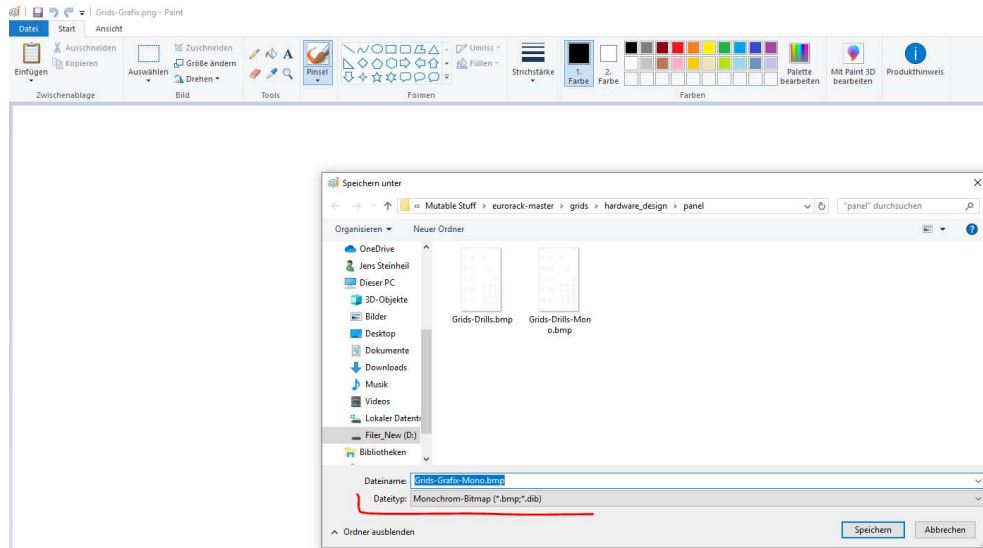 Grids-Grafix.png - Paint
Datei Start Ansicht
Einfügen
Ausschneiden
Kopieren
Zwischenablage
Auswählen
Zuschneiden
Größe ändern
Drehen
Bild
A
Tools
Pinsel
Umriss
Füllen
Formen
Strichstärke
1. Farbe
2. Farbe
Palette bearbeiten
Farben
Mit Paint 3D bearbeiten
Produkthinweis
Speichern unter
« Mutable Stuff › eurorack-master › grids › hardware_design › panel
"panel" durchsuchen
Organisieren Neuer Ordner
OneDrive
Jens Steinheil
Dieser PC
3D-Objekte
Bilder
Desktop
Dokumente
Downloads
Musik
Videos
Lokaler Datent
Filer_New (D:)
Bibliotheken
Grids-Drills.bmp
Grids-Drills-Mon
o.bmp
Dateiname: Grids-Grafix-Mono.bmp
Dateityp: Monochrom-Bitmap (*.bmp;*.dib)
Ordner ausblenden
Speichern Abbrechen